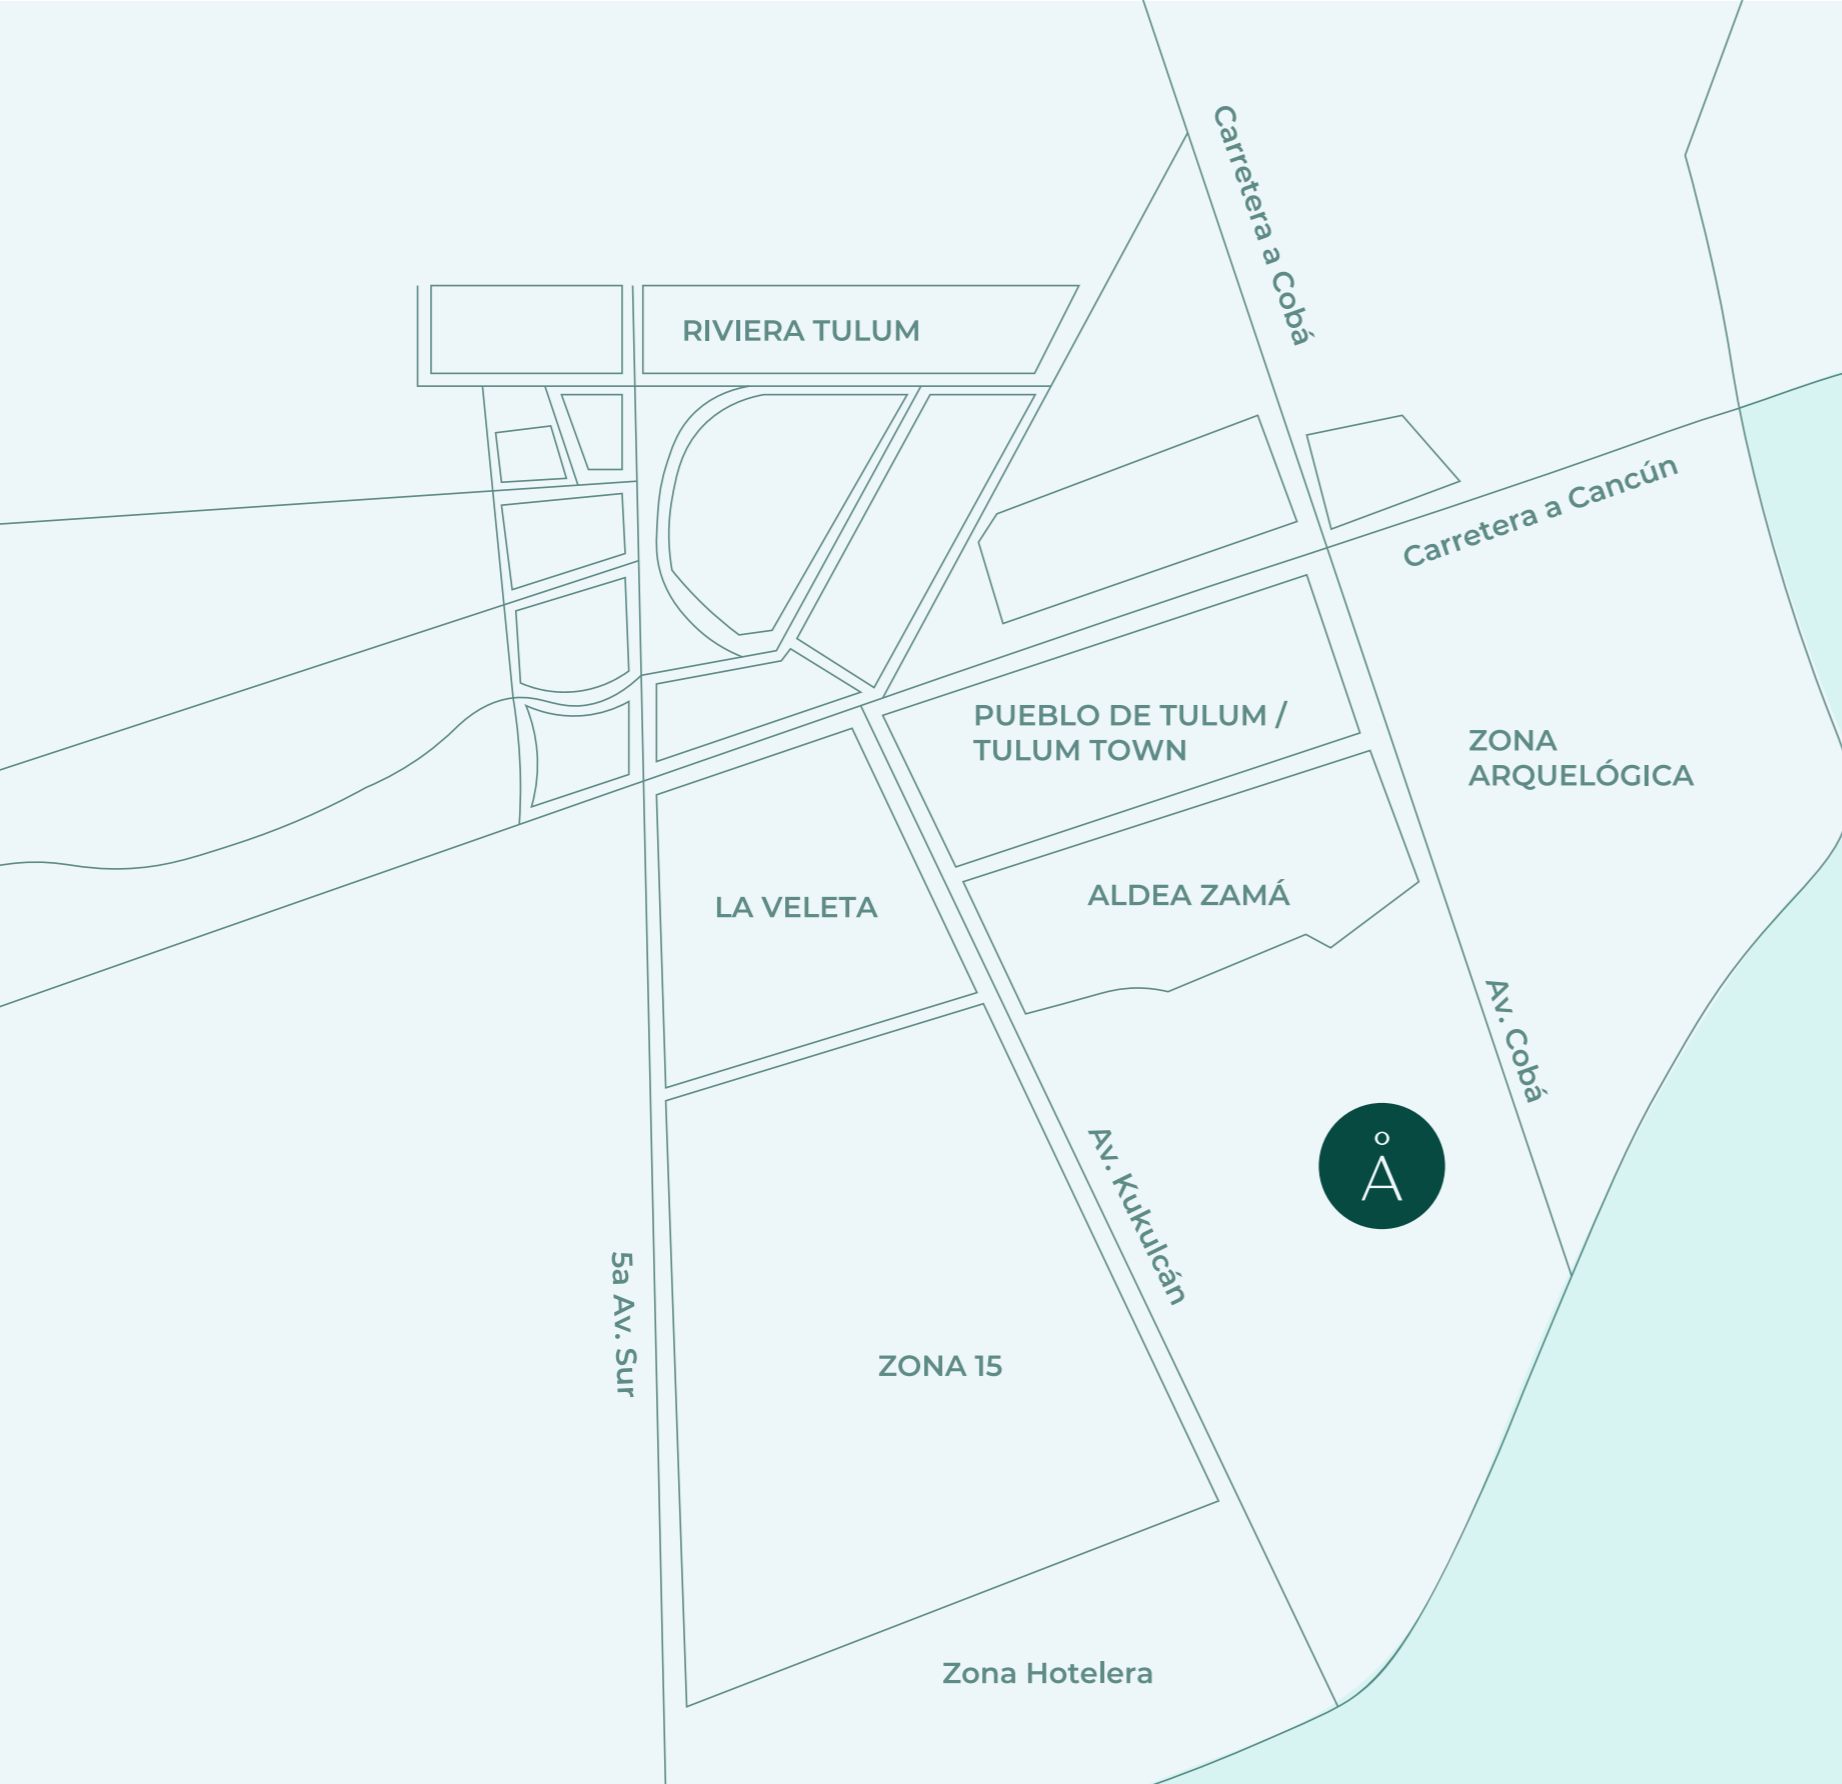 Carretera a Cobá
RIVIERA TULUM
Carretera a Cancún
PUEBLO DE TULUM /
TULUM TOWN
ZONA
ARQUELÓGICA
LA VELETA
ALDEA ZAMÁ
Av. Cobá
Å
Av. Kukulcán
5a Av. Sur
ZONA 15
Zona Hotelera